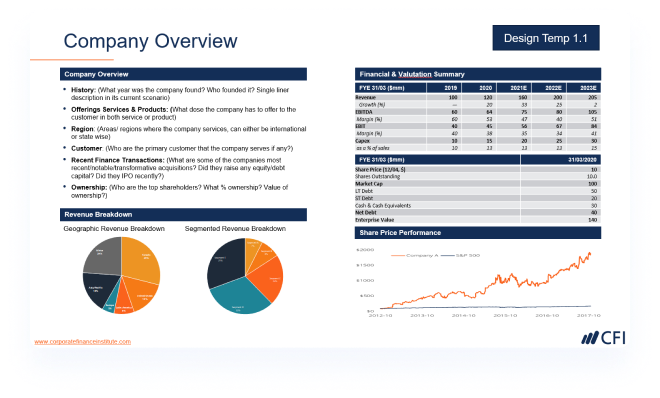 Company Overview
Design Temp 1.1
Company Overview
• History: (What year was the company found? Who founded it? Single liner
description in its current scenario)
• Offerings Services & Products: (What dose the company has to offer to the
customer in both service or product)
• Region: (Areas/ regions where the company services, can either be international
or state wise)
• Customer: (Who are the primary customer that the company serves if any?)
• Recent Finance Transactions: (What are some of the companies most
recent/notable/transformative acquisitions? Did they raise any equity/debt
capital? Did they IPO recently?)
• Ownership: (Who are the top shareholders? What % ownership? Value of
ownership?)
Revenue Breakdown
Geographic Revenue Breakdown
Segmented Revenue Breakdown
Financial & Valutation Summary
FYE 31/03 ($mm) 2019 2020 2021E 2022E 2023E
Revenue 100 120 160 200 205
Growth (%) — 20 33 25 2
EBITDA 60 64 75 80 105
Margin (%) 60 53 47 40 51
EBIT 40 45 56 67 84
Margin (%) 40 38 35 34 41
Capex 10 15 20 25 30
as a % of sales 10 13 13 13 15
FYE 31/03 ($mm) 31/03/2020
Share Price (12/04, $) 10
Shares Outstanding 10.0
Market Cap 100
LT Debt 50
ST Debt 20
Cash & Cash Equivalents 30
Net Debt 40
Enterprise Value 140
Share Price Performance
Company A S&P 500
$2000
$1500
$1000
$500
$0
2012-10 2013-10 2014-10 2015-10 2016-10 2017-10
www.corporatefinanceinstitute.com
CFI